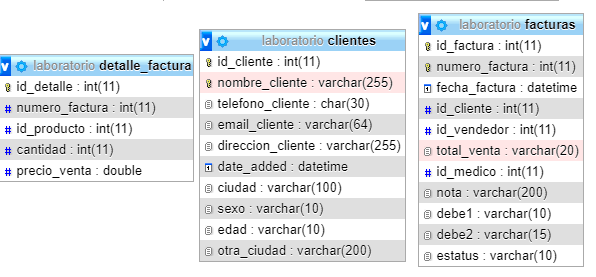 laboratorio detalle_factura
id_detalle : int(11)
numero_factura : int(11)
id_producto : int(11)
cantidad : int(11)
precio_venta : double
laboratorio clientes
id_cliente : int(11)
nombre_cliente : varchar(255)
telefono_cliente : char(30)
email_cliente : varchar(64)
direccion_cliente : varchar(255)
date_added : datetime
ciudad : varchar(100)
sexo : varchar(10)
edad : varchar(10)
otra_ciudad : varchar(200)
laboratorio facturas
id_factura : int(11)
numero_factura : int(11)
fecha_factura : datetime
id_cliente : int(11)
id_vendedor : int(11)
total_venta : varchar(20)
id_medico : int(11)
nota : varchar(200)
debe1 : varchar(10)
debe2 : varchar(15)
estatus : varchar(10)